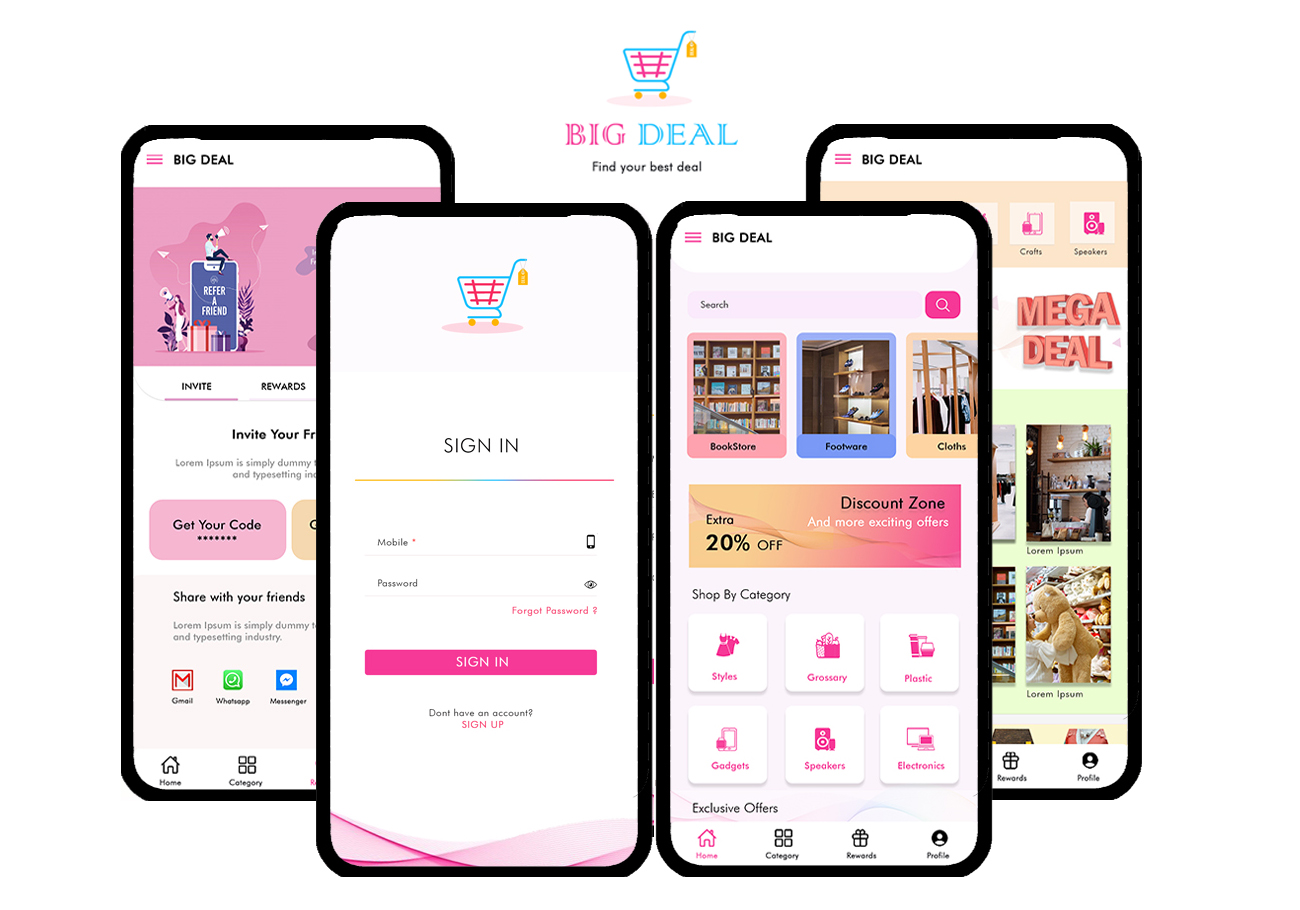 BIG DEAL
Find your best deal
BIG DEAL
REFER
A
FRIEND
INVITE
REWARDS
Invite Your Fr
Lorem Ipsum is simply dummy t
and typesetting ind
Get Your Code
*******
Share with your friends
Lorem Ipsum is simply dummy t
and typesetting industry.
Gmail
Whatsapp
Messenger
Home
Category
SIGN IN
Mobile *
Password
Forgot Password ?
SIGN IN
Dont have an account?
SIGN UP
BIG DEAL
Search
BookStore
Footware
Cloths
Discount Zone
And more exciting offers
Extra
20% OFF
Shop By Category
Styles
Grossary
Plastic
Gadgets
Speakers
Electronics
Exclusive Offers
Home
Category
Rewards
Profile
BIG DEAL
Crafts
Speakers
MEGA
DEAL
Lorem Ipsum
Lorem Ipsum
Rewards
Profile